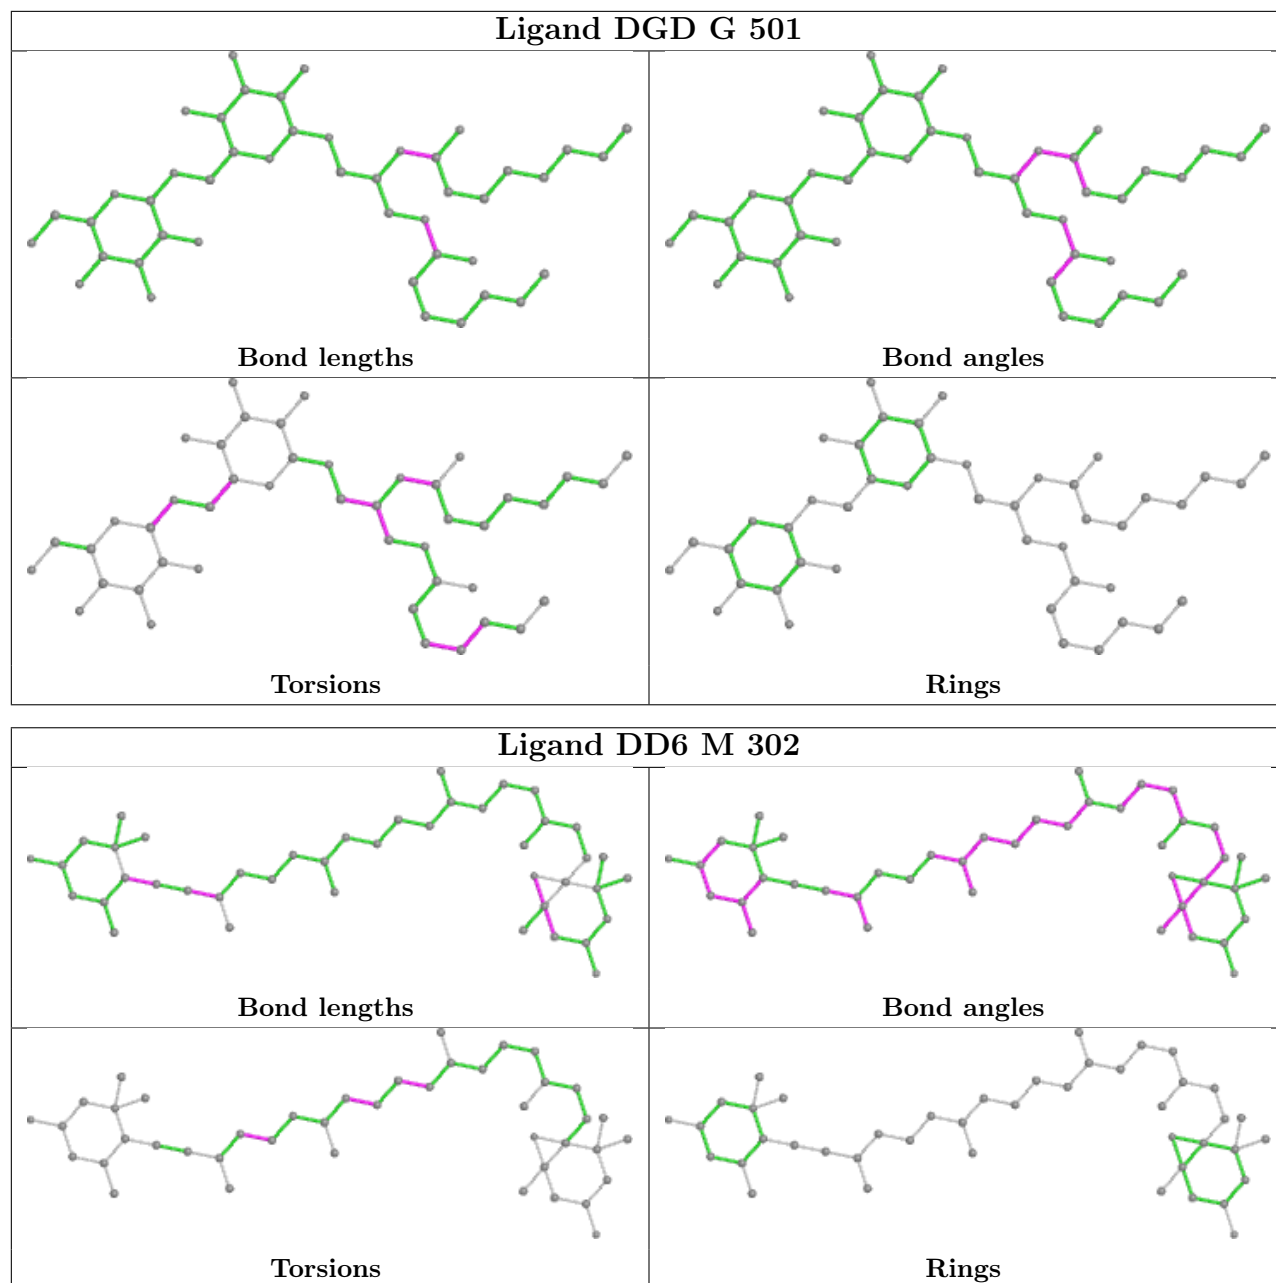 Ligand DGD G 501
Bond lengths
Bond angles
Torsions
Rings
Ligand DD6 M 302
Bond lengths
Bond angles
Torsions
Rings